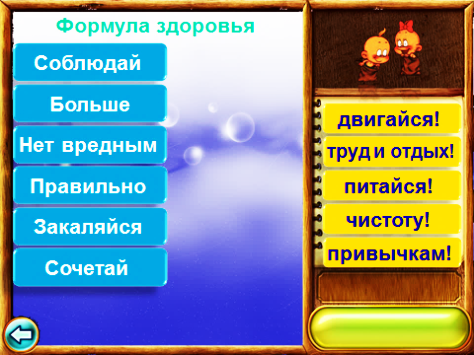 Формула здоровья
Соблюдай
Больше
Нет вредным
Правильно
Закаляйся
Сочетай
двигайся!
труд и отдых!
питайся!
чистоту!
привычкам!